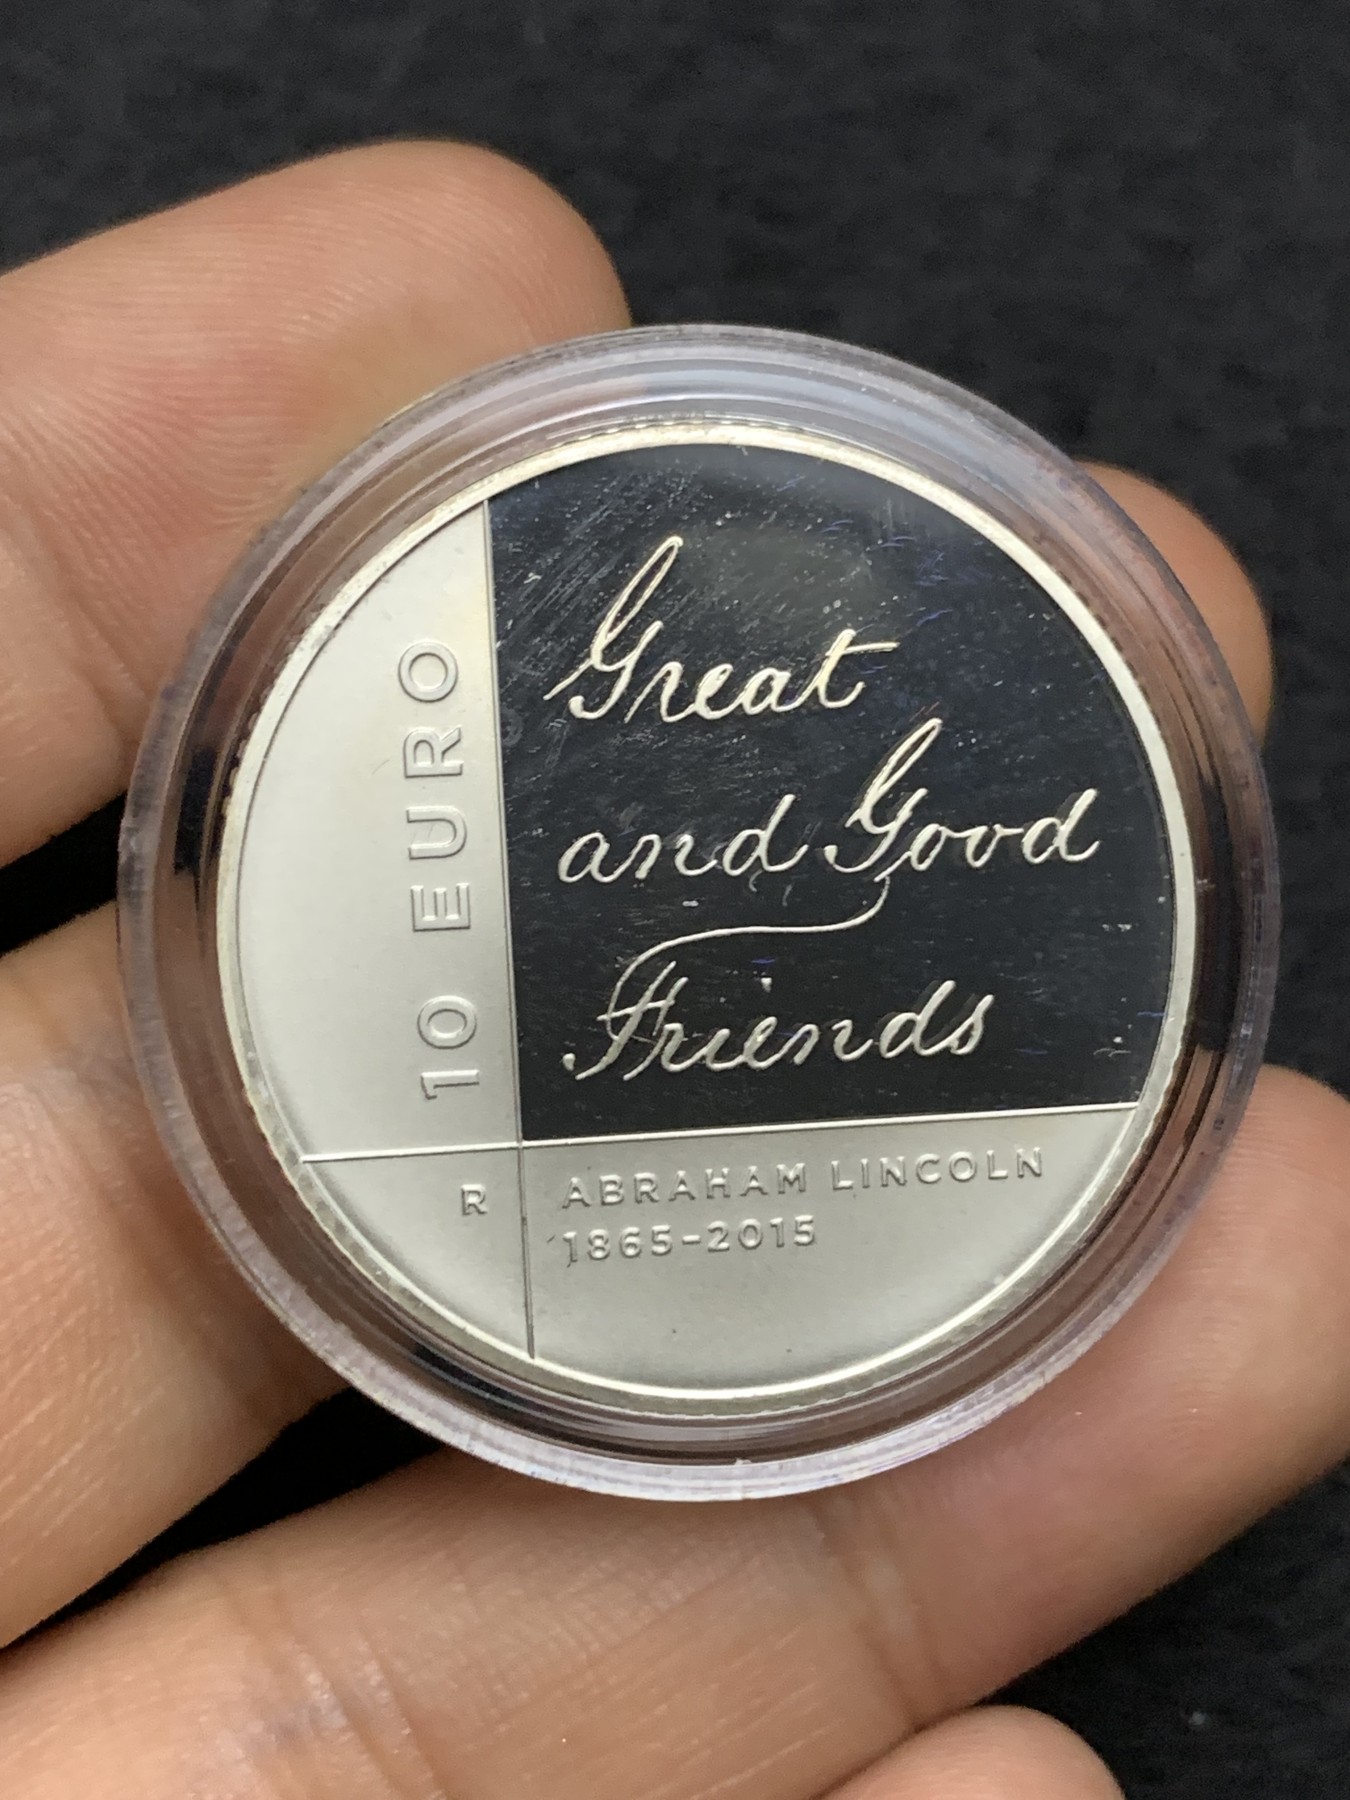 10 EURO
Great
and Good
Friends
R
ABRAHAM LINCOLN
1865-2015